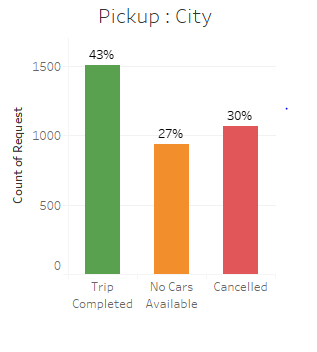 Pickup : City
43%
1500
27%
30%
1000
500
0
Count of Request
Trip
Completed
No Cars
Available
Cancelled